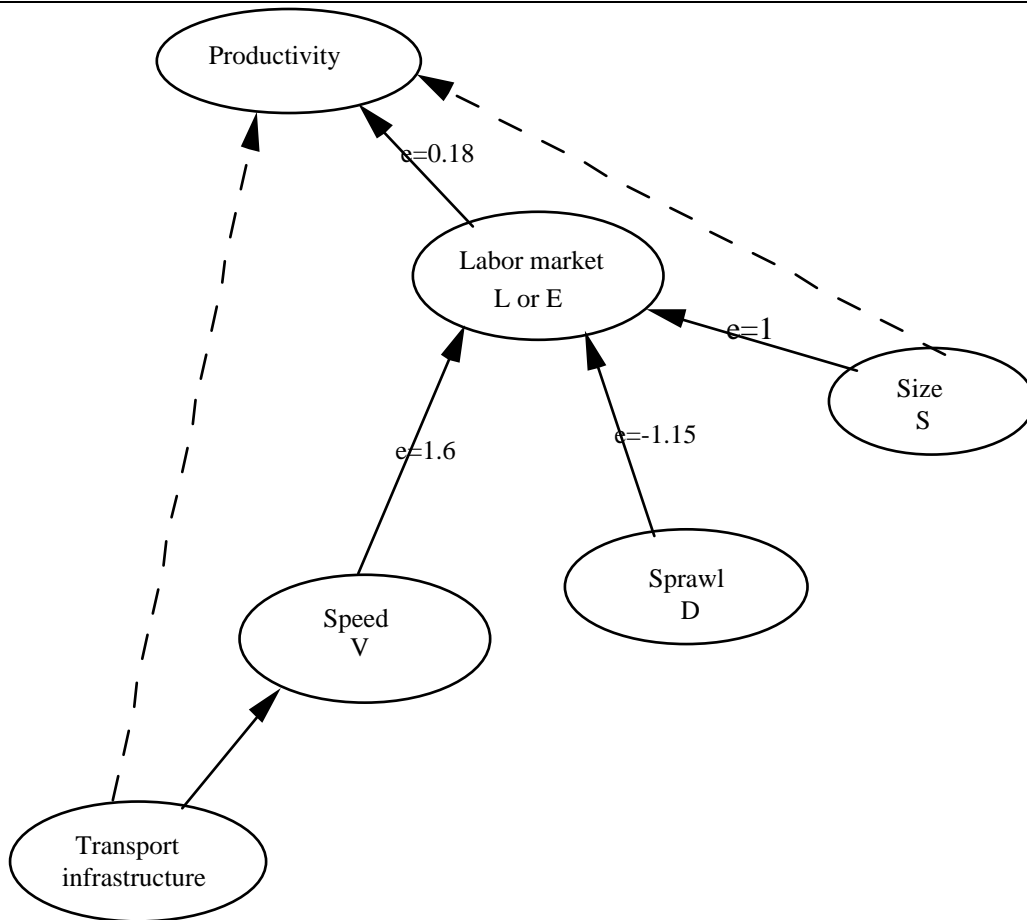 Productivity
e=0.18
Labor market
L or E
e=1
Size
S
e=1.6
e=-1.15
Sprawl
D
Speed
V
Transport
infrastructure